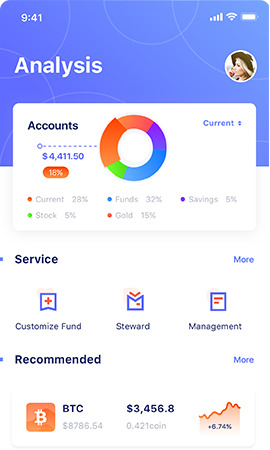 9:41
Analysis
Accounts
Current
$4,411.50
18%
Current 28%
Funds 32%
Savings 5%
Stock 5%
Gold 15%
Service
More
Customize Fund
Steward
Management
Recommended
More
BTC
$3,456.8
$8786.54
0.421coin
+6.74%